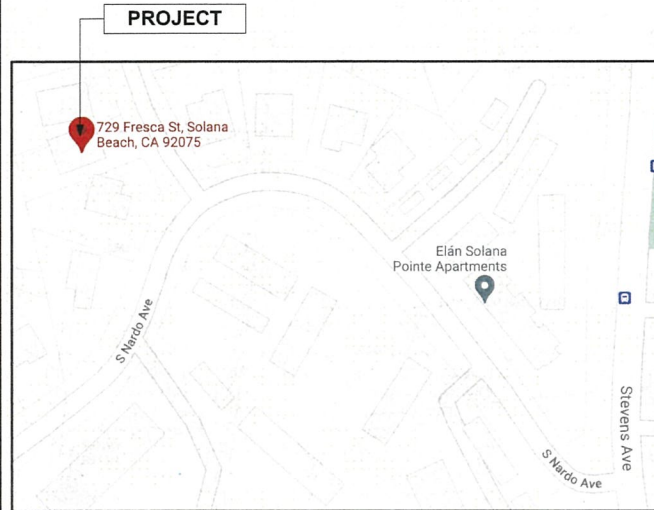 PROJECT
729 Fresca St, Solana
Beach, CA 92075
Elán Solana
Pointe Apartments
S Nardo Ave
Stevens Ave
S Nardo Ave